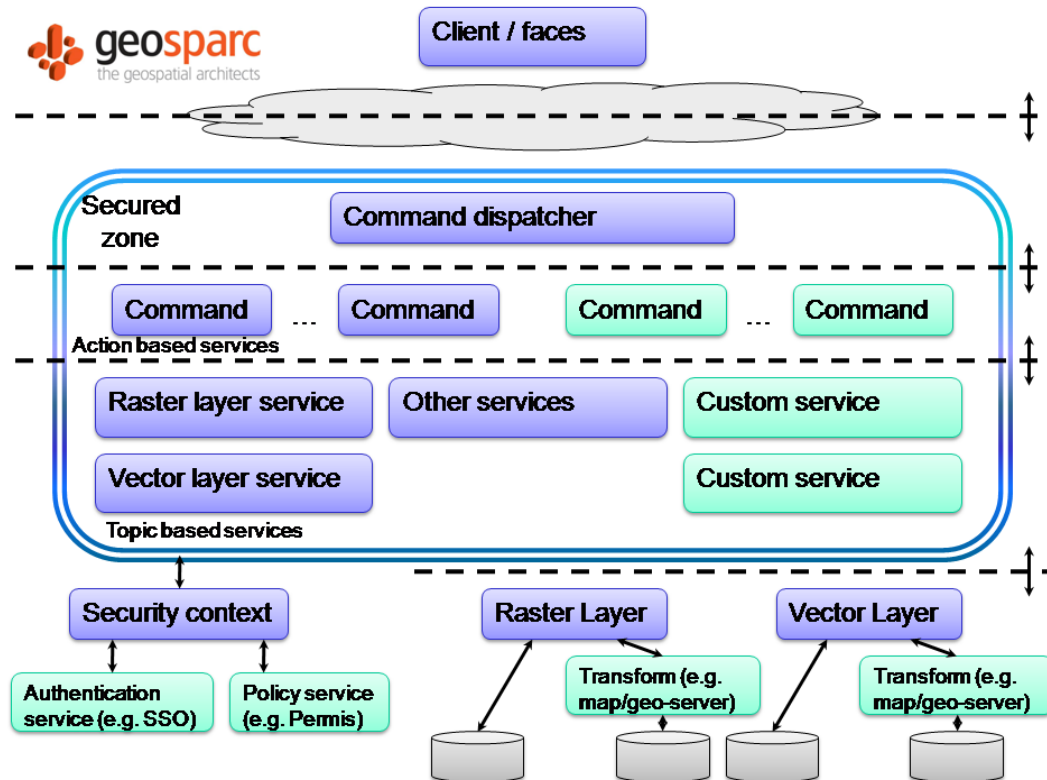 geosparc
the geospatial architects
Client / faces
Secured
zone
Command dispatcher
Command
...
Command
Command
...
Command
Action based services
Raster layer service
Other services
Custom service
Vector layer service
Custom service
Topic based services
Security context
Raster Layer
Vector Layer
Authentication
service (e.g. SSO)
Policy service
(e.g. Permis)
Transform (e.g.
map/geo-server)
Transform (e.g.
map/geo-server)